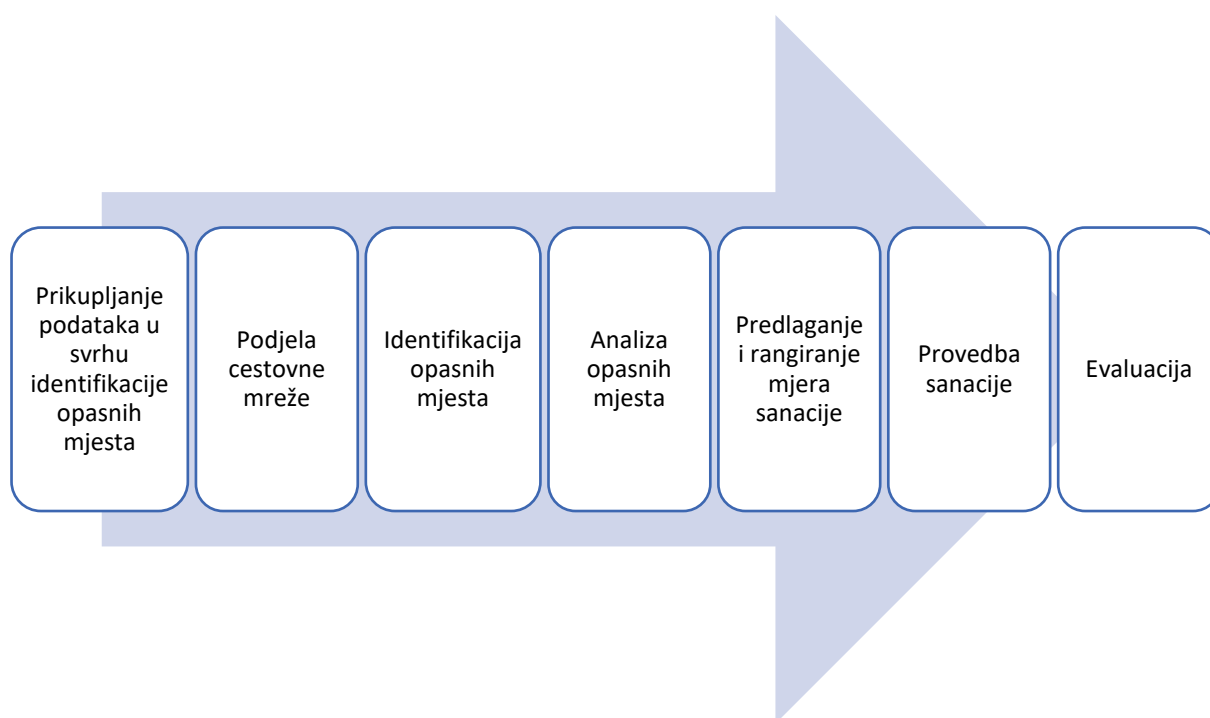 Prikupljanje
podataka u
svrhu
identifikacije
opasnih
mjesta
Podjela
cestovne
mreže
Identifikacija
opasnih
mjesta
Analiza
opasnih
mjesta
Predlaganje
i rangiranje
mjera
sanacije
Provedba
sanacije
Evaluacija